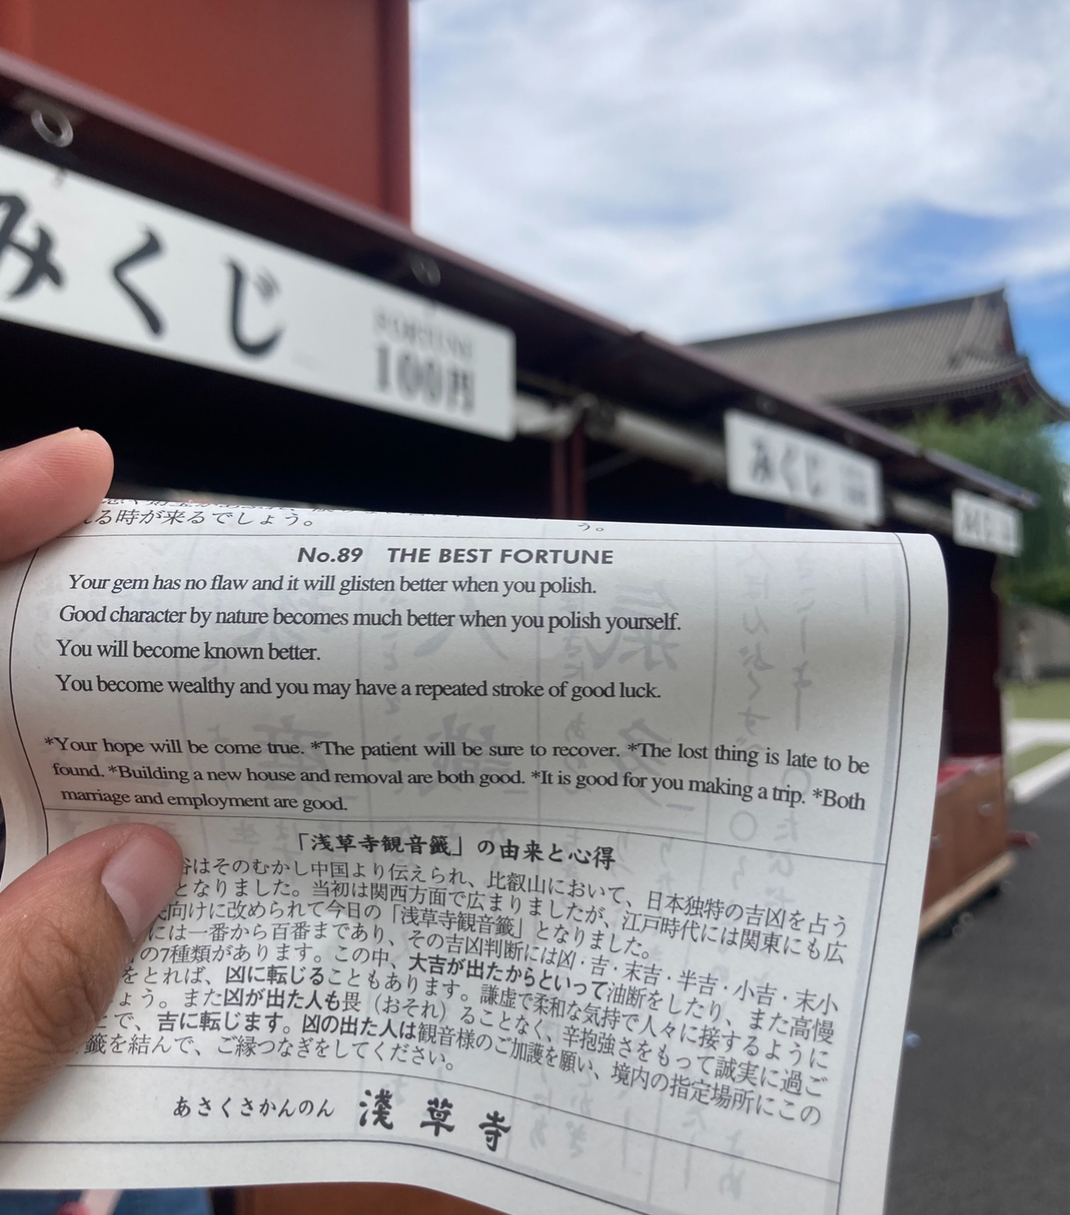 みくじ
FORTUNE
100円
みくじ
る時が来るでしょう。
う。
No.89 THE BEST FORTUNE
Your gem has no flaw and it will glisten better when you polish.
Good character by nature becomes much better when you polish yourself.
You will become known better.
You become wealthy and you may have a repeated stroke of good luck.
*Your hope will be come true. *The patient will be sure to recover. *The lost thing is late to be
found. *Building a new house and removal are both good. *It is good for you making a trip. *Both
marriage and employment are good.
「浅草寺観音籤」の由来と心得
はそのむかし中国より伝えられ、比叡山において、日本独特の吉凶を占う
となりました。当初は関西方面で広まりましたが、江戸時代には関東にも広
向けに改められて今日の「浅草寺観音籤」となりました。
には一番から百番まであり、その吉凶判断には凶・吉・末吉・半吉・小吉・末小
の7種類があります。この中、大吉が出たからといって油断をしたり、また高慢
をとれば、凶に転じることもあります。謙虚で柔和な気持で人々に接するように
ょう。また凶が出た人も畏（おそれ）ることなく、辛抱強さをもって誠実に過ご
とで、吉に転じます。凶の出た人は観音様のご加護を願い、境内の指定場所にこの
籤を結んで、ご縁つなぎをしてください。
あさくさかんのん 淺草寺